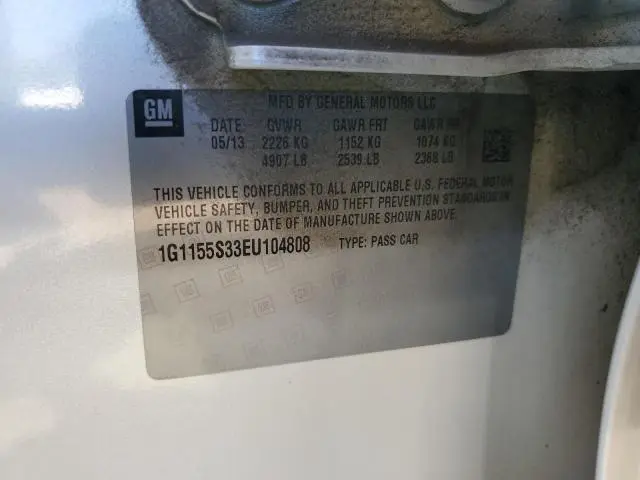 GM
MFD BY GENERAL MOTORS LLC
DATE GVWR GAWR FRT GAWR RR
05/13 2226 KG 1152 KG 1074 KG
4907 LB 2539 LB 2368 LB
THIS VEHICLE CONFORMS TO ALL APPLICABLE U.S. FEDERAL MOTOR
VEHICLE SAFETY, BUMPER, AND THEFT PREVENTION STANDARDS IN
EFFECT ON THE DATE OF MANUFACTURE SHOWN ABOVE.
1G1155S33EU104808 TYPE: PASS CAR